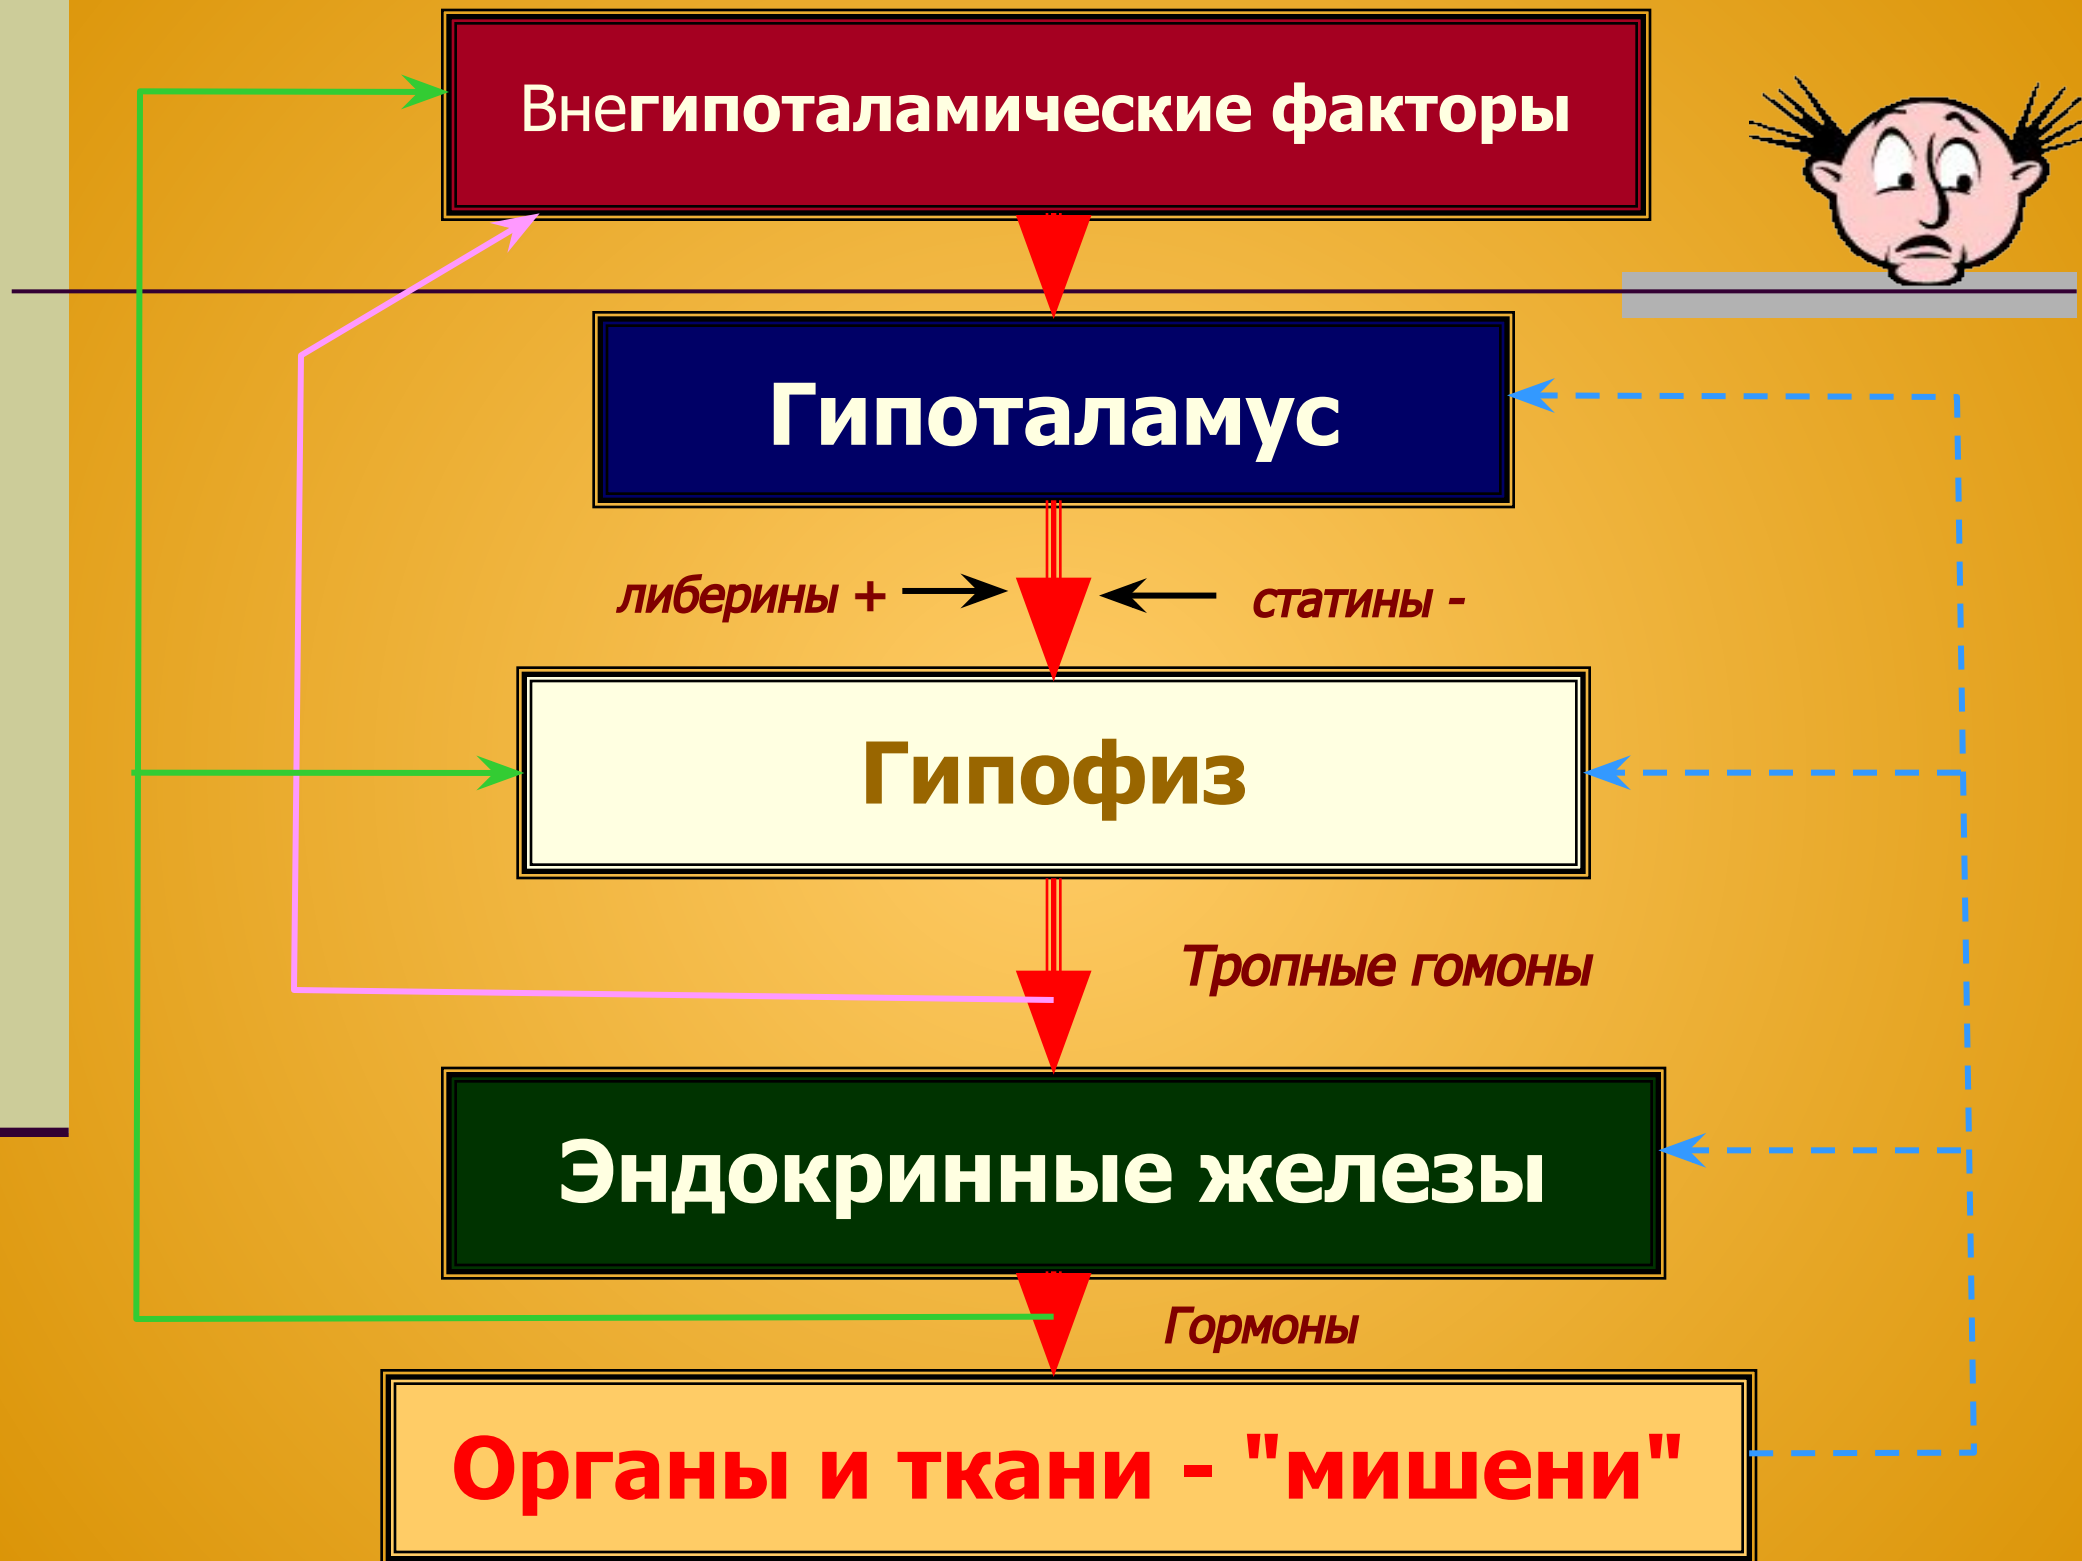 Внегипоталамические факторы
Гипоталамус
либерины +
статины -
Гипофиз
Тропные гомоны
Эндокринные железы
Гормоны
Органы и ткани - "мишени"